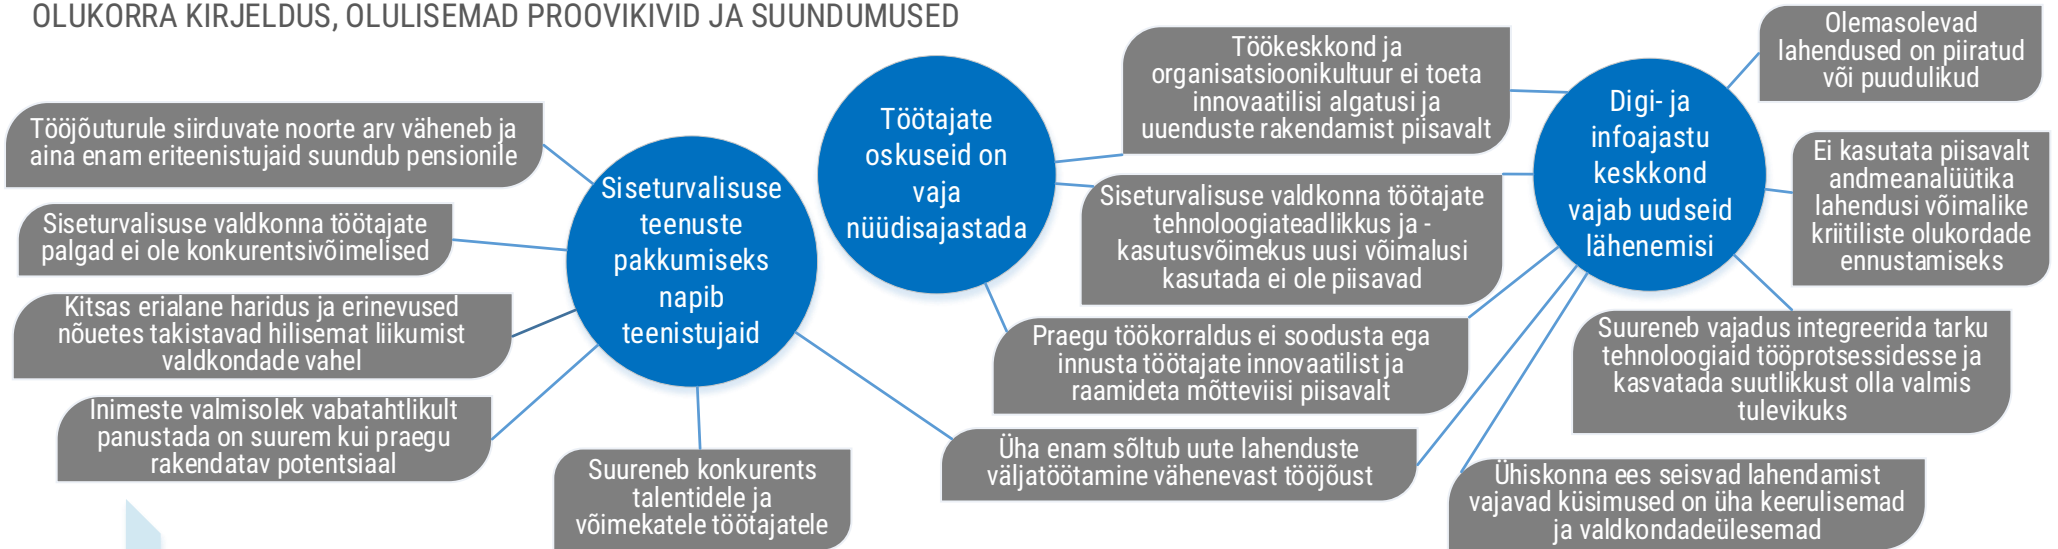 OLUKORRA KIRJELDUS, OLULISEMAD PROOVIKIVID JA SUUNDUMUSED
Tööjõuturule siirduvate noorte arv väheneb ja
aina enam eriteenistujaid suundub pensionile
Siseturvalisuse valdkonna töötajate
palgad ei ole konkurentsivõimelised
Kitsas erialane haridus ja erinevused
nõuetes takistavad hilisemat liikumist
valdkondade vahel
Inimeste valmisolek vabatahtlikult
panustada on suurem kui praegu
rakendatav potentsiaal
Siseturvalisuse
teenuste
pakkumiseks
napib
teenistujaid
Suureneb konkurents
talentidele ja
võimekatele töötajatele
Töötajate
oskuseid on
vaja
nüüdisajastada
Töökeskkond ja
organisatsioonikultuur ei toeta
innovaatilisi algatusi ja
uuenduste rakendamist piisavalt
Siseturvalisuse valdkonna töötajate
tehnoloogiateadlikkus ja -
kasutusvõimekus uusi võimalusi
kasutada ei ole piisavad
Praegu töökorraldus ei soodusta ega
innusta töötajate innovaatilist ja
raamideta mõtteviisi piisavalt
Üha enam sõltub uute lahenduste
väljatöötamine vähenevast tööjõust
Digi- ja
infoajastu
keskkond
vajab uudseid
lähenemisi
Olemasolevad
lahendused on piiratud
või puudulikud
Ei kasutata piisavalt
andmeanalüütika
lahendusi võimalike
kriitiliste olukordade
ennustamiseks
Suureneb vajadus integreerida tarku
tehnoloogiaid tööprotsessidesse ja
kasvatada suutlikkust olla valmis
tulevikuks
Ühiskonna ees seisvad lahendamist
vajavad küsimused on üha keerulisemad
ja valdkondadeülesemad